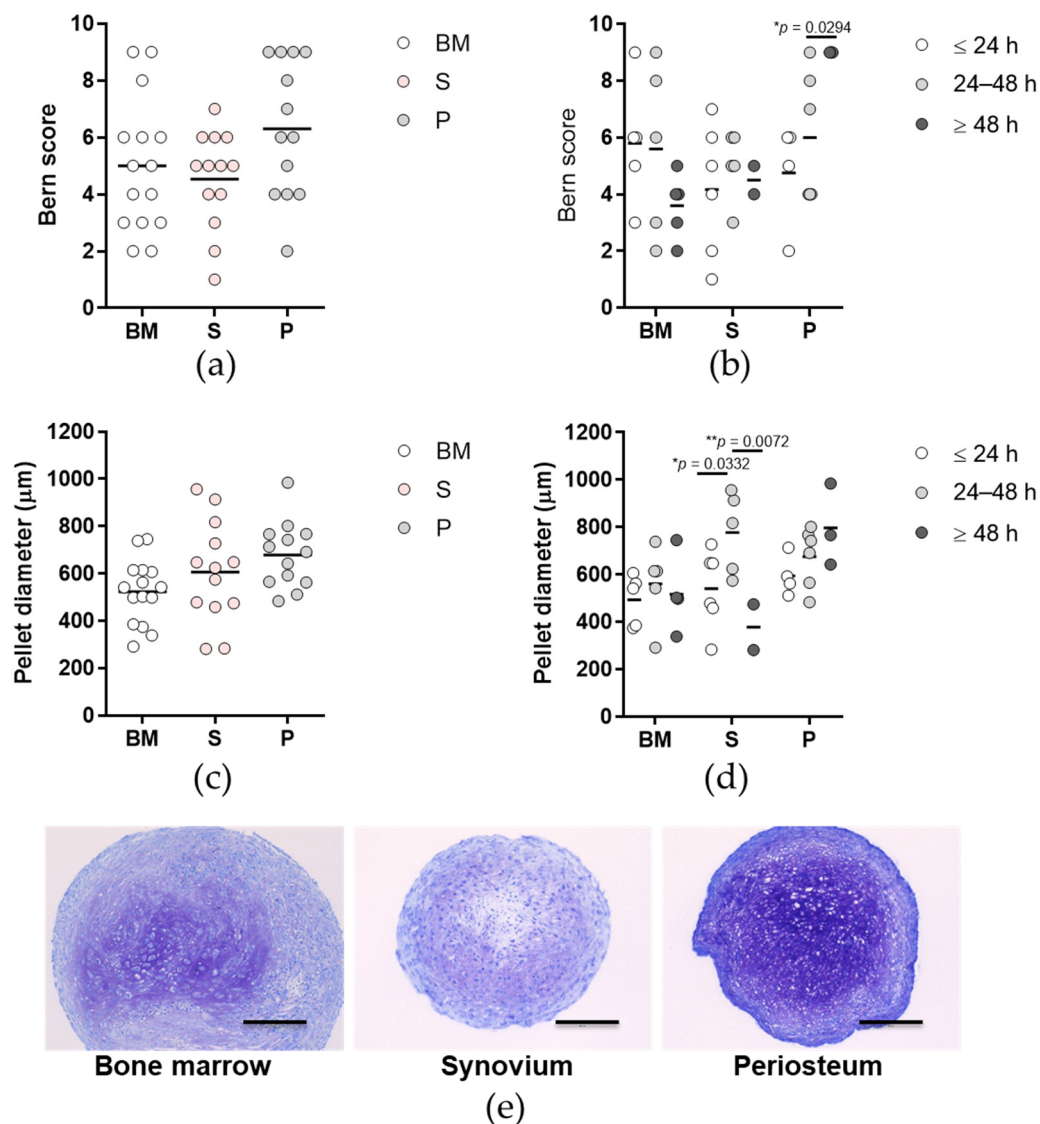 10
8
6
4
2
0
Bern score
BM
S
P
BM
S
P
(a)
10
8
6
4
2
0
Bern score
*p = 0.0294
BM
S
P
≤ 24 h
24–48 h
≥ 48 h
(b)
1200
1000
800
600
400
200
0
Pellet diameter (µm)
BM
S
P
BM
S
P
(c)
1200
1000
800
600
400
200
0
Pellet diameter (µm)
**p = 0.0072
*p = 0.0332
BM
S
P
≤ 24 h
24–48 h
≥ 48 h
(d)
Bone marrow
Synovium
Periosteum
(e)